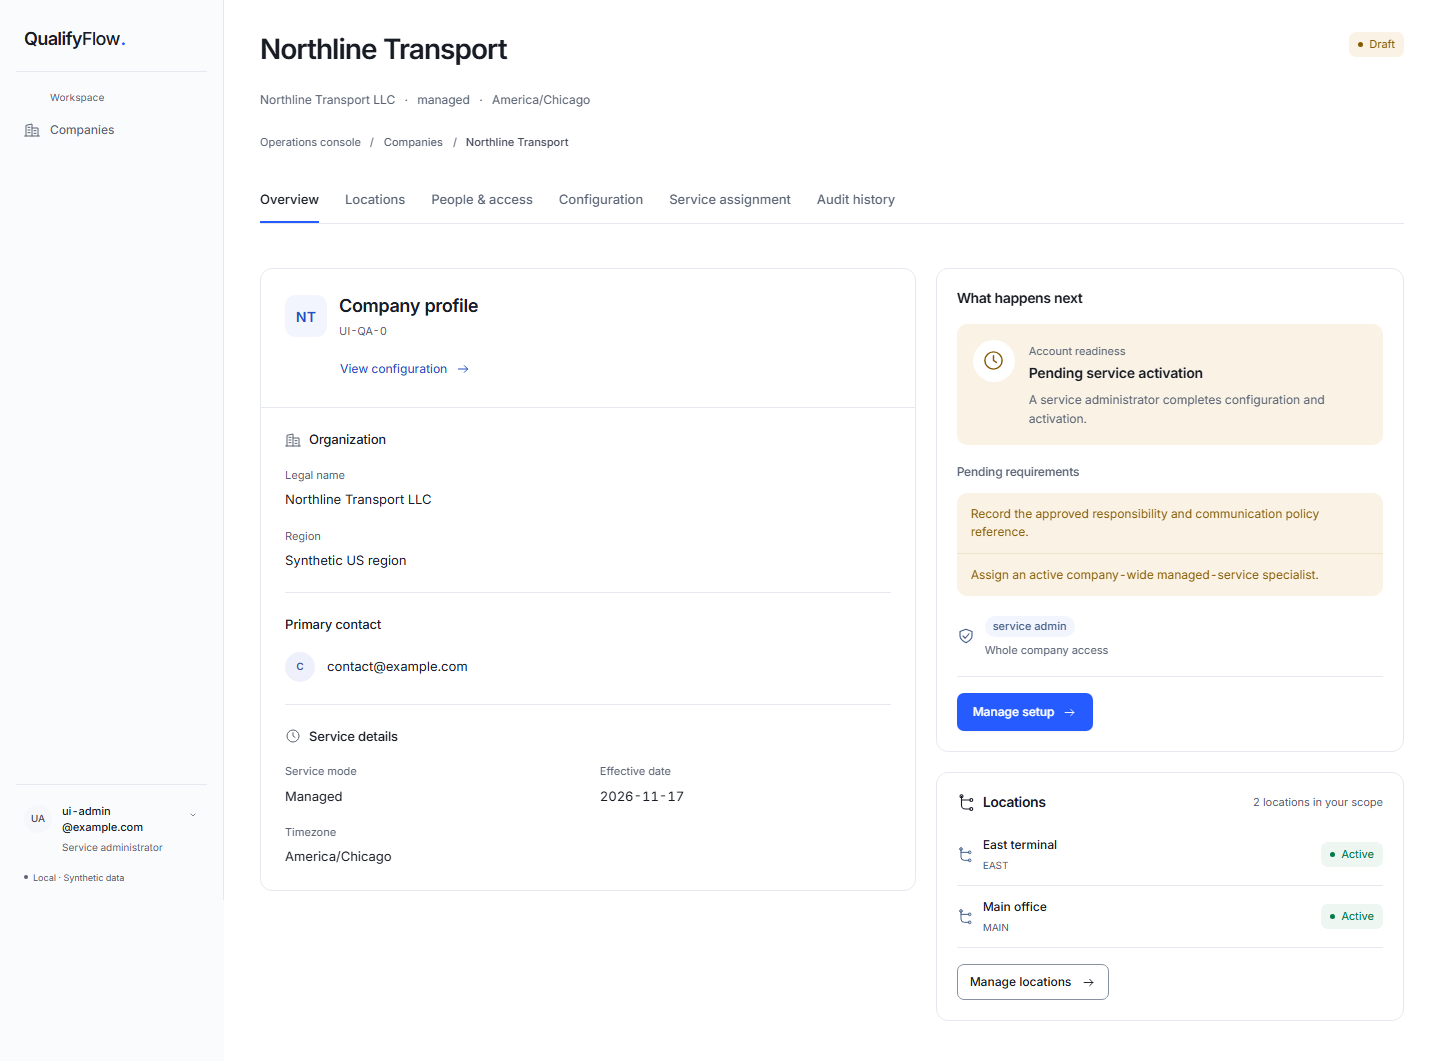 QualifyFlow.
Workspace
Companies
ui-admin
@example.com
UA
Service administrator
Local · Synthetic data
Northline Transport
Draft
Northline Transport LLC · managed · America/Chicago
Operations console / Companies / Northline Transport
Overview Locations People & access Configuration Service assignment Audit history
NT
Company profile
UI-QA-0
View configuration →
Organization
Legal name
Northline Transport LLC
Region
Synthetic US region
Primary contact
C
contact@example.com
Service details
Service mode
Managed
Effective date
2026-11-17
Timezone
America/Chicago
What happens next
Account readiness
Pending service activation
A service administrator completes configuration and
activation.
Pending requirements
Record the approved responsibility and communication policy
reference.
Assign an active company-wide managed-service specialist.
service admin
Whole company access
Manage setup →
Locations
2 locations in your scope
East terminal
EAST
Active
Main office
MAIN
Active
Manage locations →